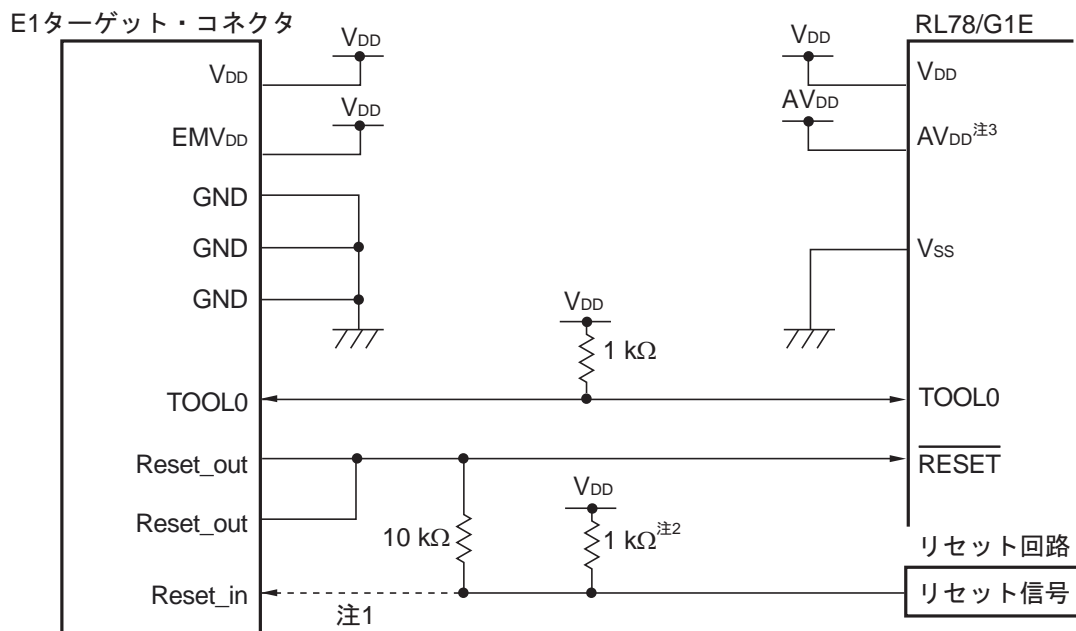 E1ターゲット・コネクタ
VDD
EMVDD
GND
GND
GND
TOOL0
Reset_out
Reset_out
Reset_in
VDD
VDD
VDD
1 kΩ
10 kΩ
VDD
1 kΩ注2
注1
RL78/G1E
VDD
AVDD
VDD
AVDD注3
VSS
TOOL0
RESET
リセット回路
リセット信号